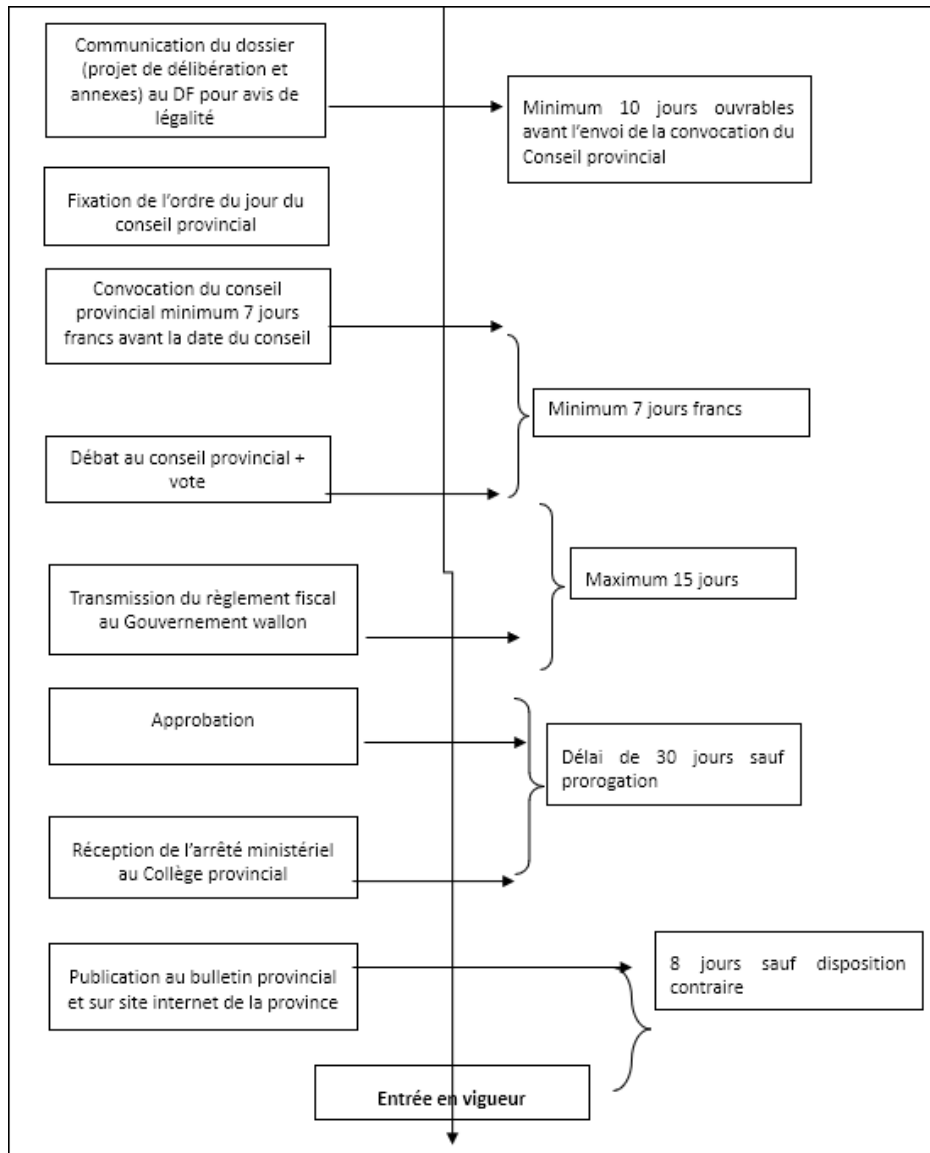 Communication du dossier
(projet de délibération et
annexes) au DF pour avis de
légalité
Minimum 10 jours ouvrables
avant l'envoi de la convocation du
Conseil provincial
Fixation de l'ordre du jour du
conseil provincial
Convocation du conseil
provincial minimum 7 jours
francs avant la date du conseil
Minimum 7 jours francs
Débat au conseil provincial +
vote
Maximum 15 jours
Transmission du règlement fiscal
au Gouvernement wallon
Approbation
Délai de 30 jours sauf
prorogation
Réception de l'arrêté ministériel
au Collège provincial
Publication au bulletin provincial
et sur site internet de la province
8 jours sauf disposition
contraire
Entrée en vigueur